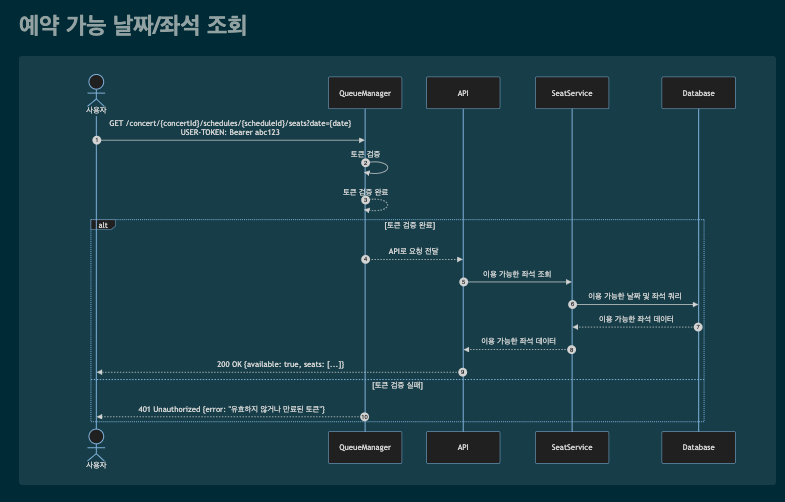 예약 가능 날짜/좌석 조회
사용자
QueueManager
API
SeatService
Database
GET /concert/{concertId}/schedules/{scheduleId}/seats?date={date}
USER-TOKEN: Bearer abc123
1
토큰 검증
2
토큰 검증 완료
3
alt
[토큰 검증 완료]
API로 요청 전달
4
이용 가능한 좌석 조회
5
이용 가능한 날짜 및 좌석 쿼리
6
이용 가능한 좌석 데이터
7
이용 가능한 좌석 데이터
8
200 OK {available: true, seats: [...]}
9
[토큰 검증 실패]
401 Unauthorized {error: "유효하지 않거나 만료된 토큰"}
10
사용자
QueueManager
API
SeatService
Database